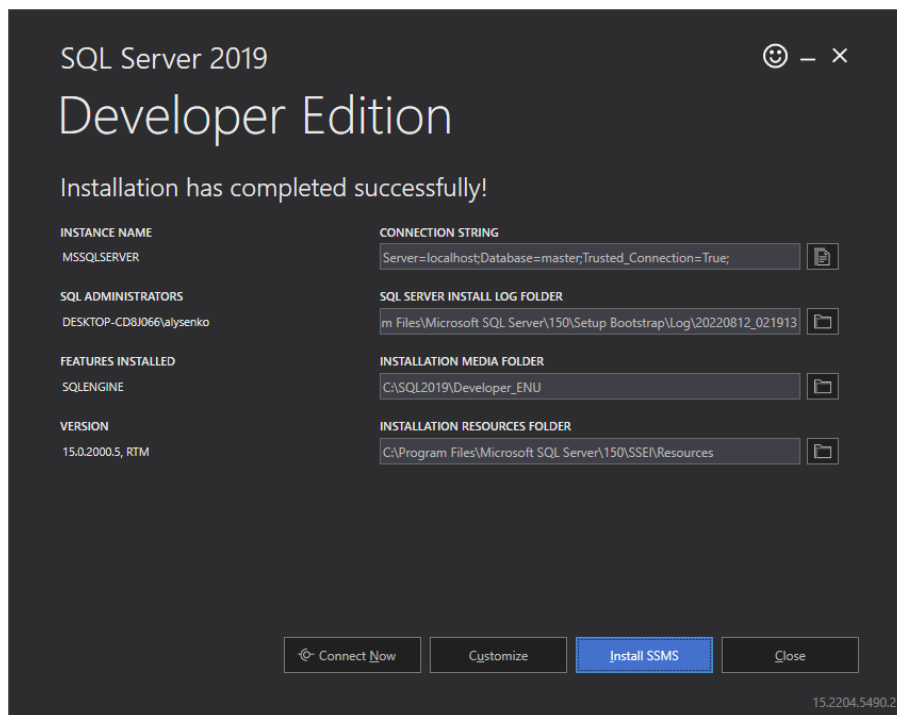 SQL Server 2019
Developer Edition
Installation has completed successfully!
INSTANCE NAME
MSSQLSERVER
CONNECTION STRING
Server=localhost;Database=master;Trusted_Connection=True;
SQL ADMINISTRATORS
DESKTOP-CD8J066\alysenko
SQL SERVER INSTALL LOG FOLDER
m Files\Microsoft SQL Server\150\Setup Bootstrap\Log\20220812_021913
FEATURES INSTALLED
SQLENGINE
INSTALLATION MEDIA FOLDER
C:\SQL2019\Developer_ENU
VERSION
15.0.2000.5, RTM
INSTALLATION RESOURCES FOLDER
C:\Program Files\Microsoft SQL Server\150\SSEI\Resources
Connect Now
Customize
Install SSMS
Close
15.2204.5490.2